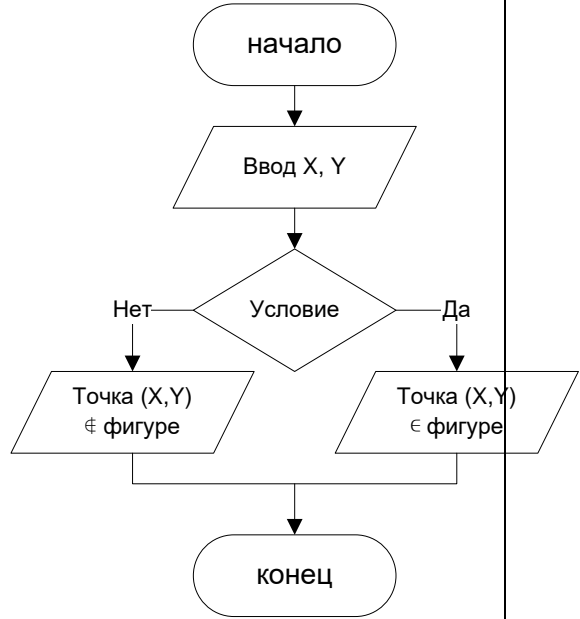 начало
Ввод X, Y
Нет
Условие
Да
Точка (X,Y)
∉ фигуре
Точка (X,Y)
∈ фигуре
конец